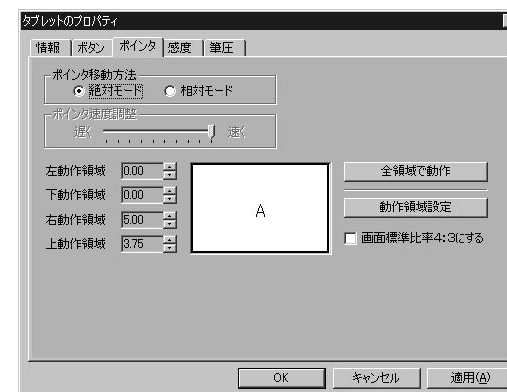 タブレットのプロパティ
情報 ボタン ポインタ 感度 筆圧
ポインタ移動方法
絶対モード 相対モード
ポインタ速度調整
遅く 速く
左動作領域 0.00
下動作領域 0.00
右動作領域 5.00
上動作領域 3.75
A
全領域で動作
動作領域設定
画面標準比率4:3にする
OK キャンセル 適用(A)